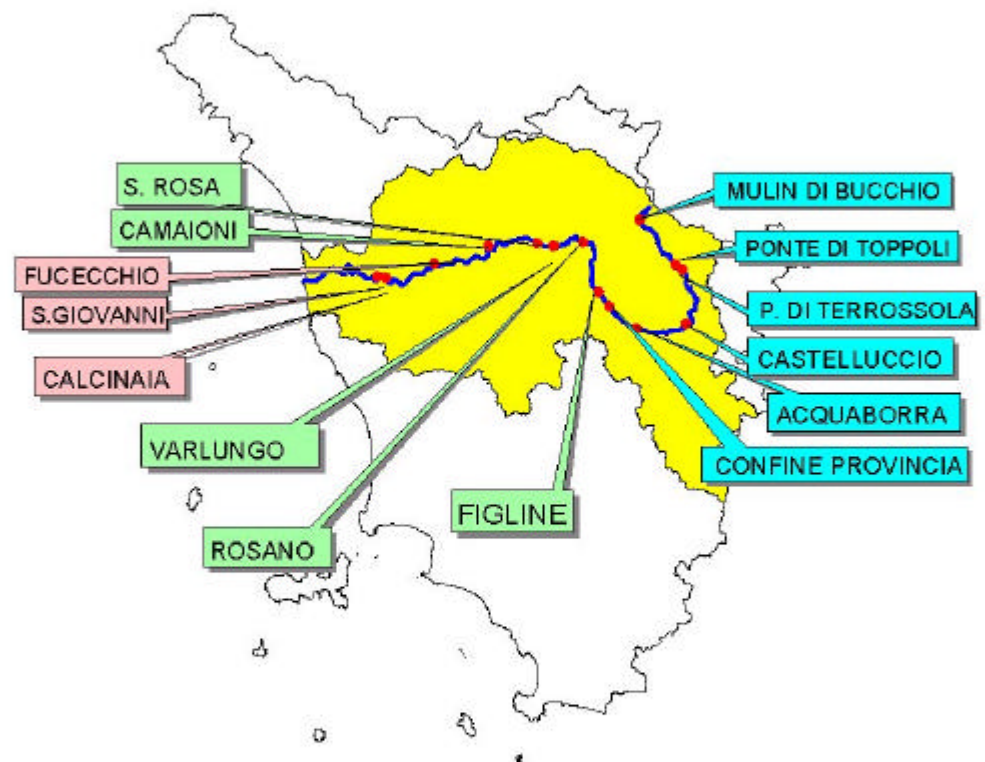 S. ROSA
CAMAIONI
FUCECCHIO
S.GIOVANNI
CALCINAIA
VARLUNGO
ROSANO
FIGLINE
MULIN DI BUCCHIO
PONTE DI TOPPOLI
P. DI TERROSSOLA
CASTELLUCCIO
ACQUABORRA
CONFINE PROVINCIA